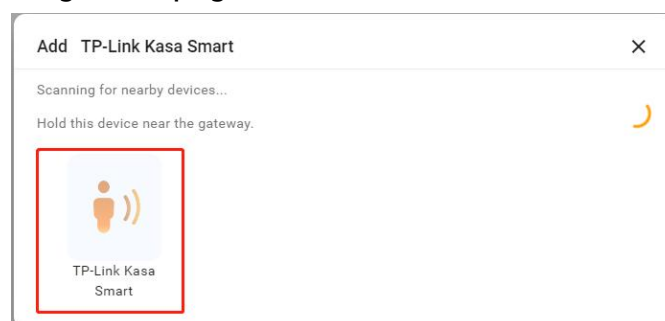 Add TP-Link Kasa Smart
Scanning for nearby devices...
Hold this device near the gateway.
TP-Link Kasa
Smart